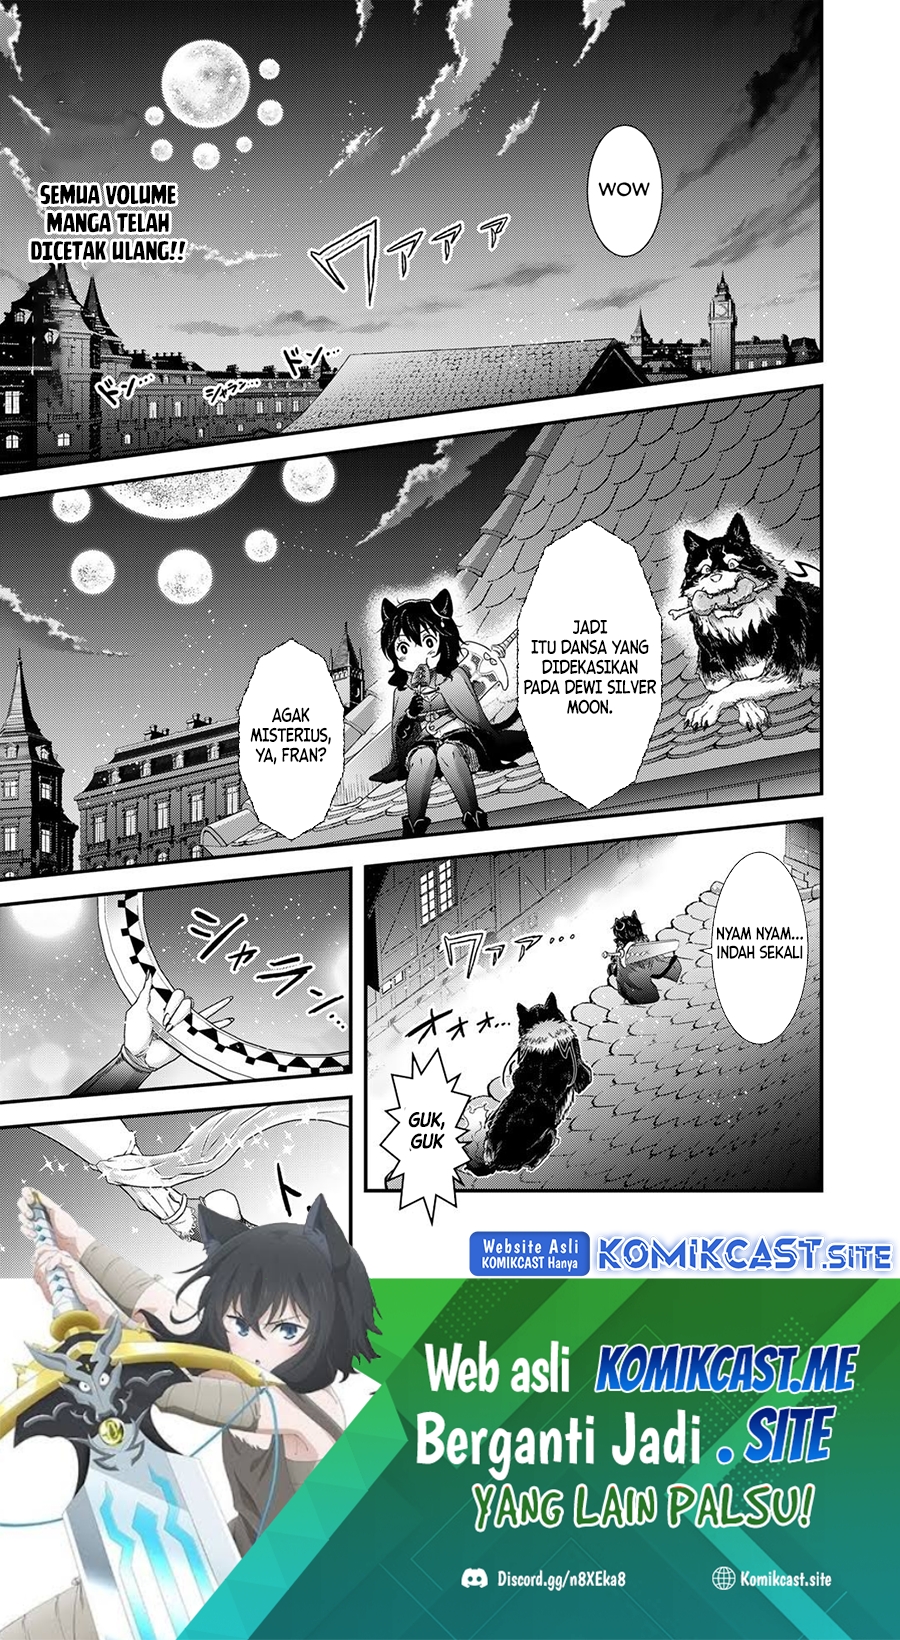 WOW
SEMUA VOLUME
MANGA TELAH
DICETAK ULANG!!
ワァァァァ
ドン…
シャラン…
ドン…
JADI
ITU DANSA YANG
DIDEKASIKAN
PADA DEWI SILVER
MOON.
AGAK
MISTERIUS,
YA, FRAN?
NYAM NYAM...
INDAH SEKALI
ワァァ…
オオォ…
GUK,
GUK
シャラン…
Website Asli
KOMIKCAST Hanya
KOMIKCAST.SITE
Web asli KOMIKCAST.ME
Berganti Jadi .SITE
YANG LAIN PALSU!
Discord.gg/n8XEka8
Komikcast.site